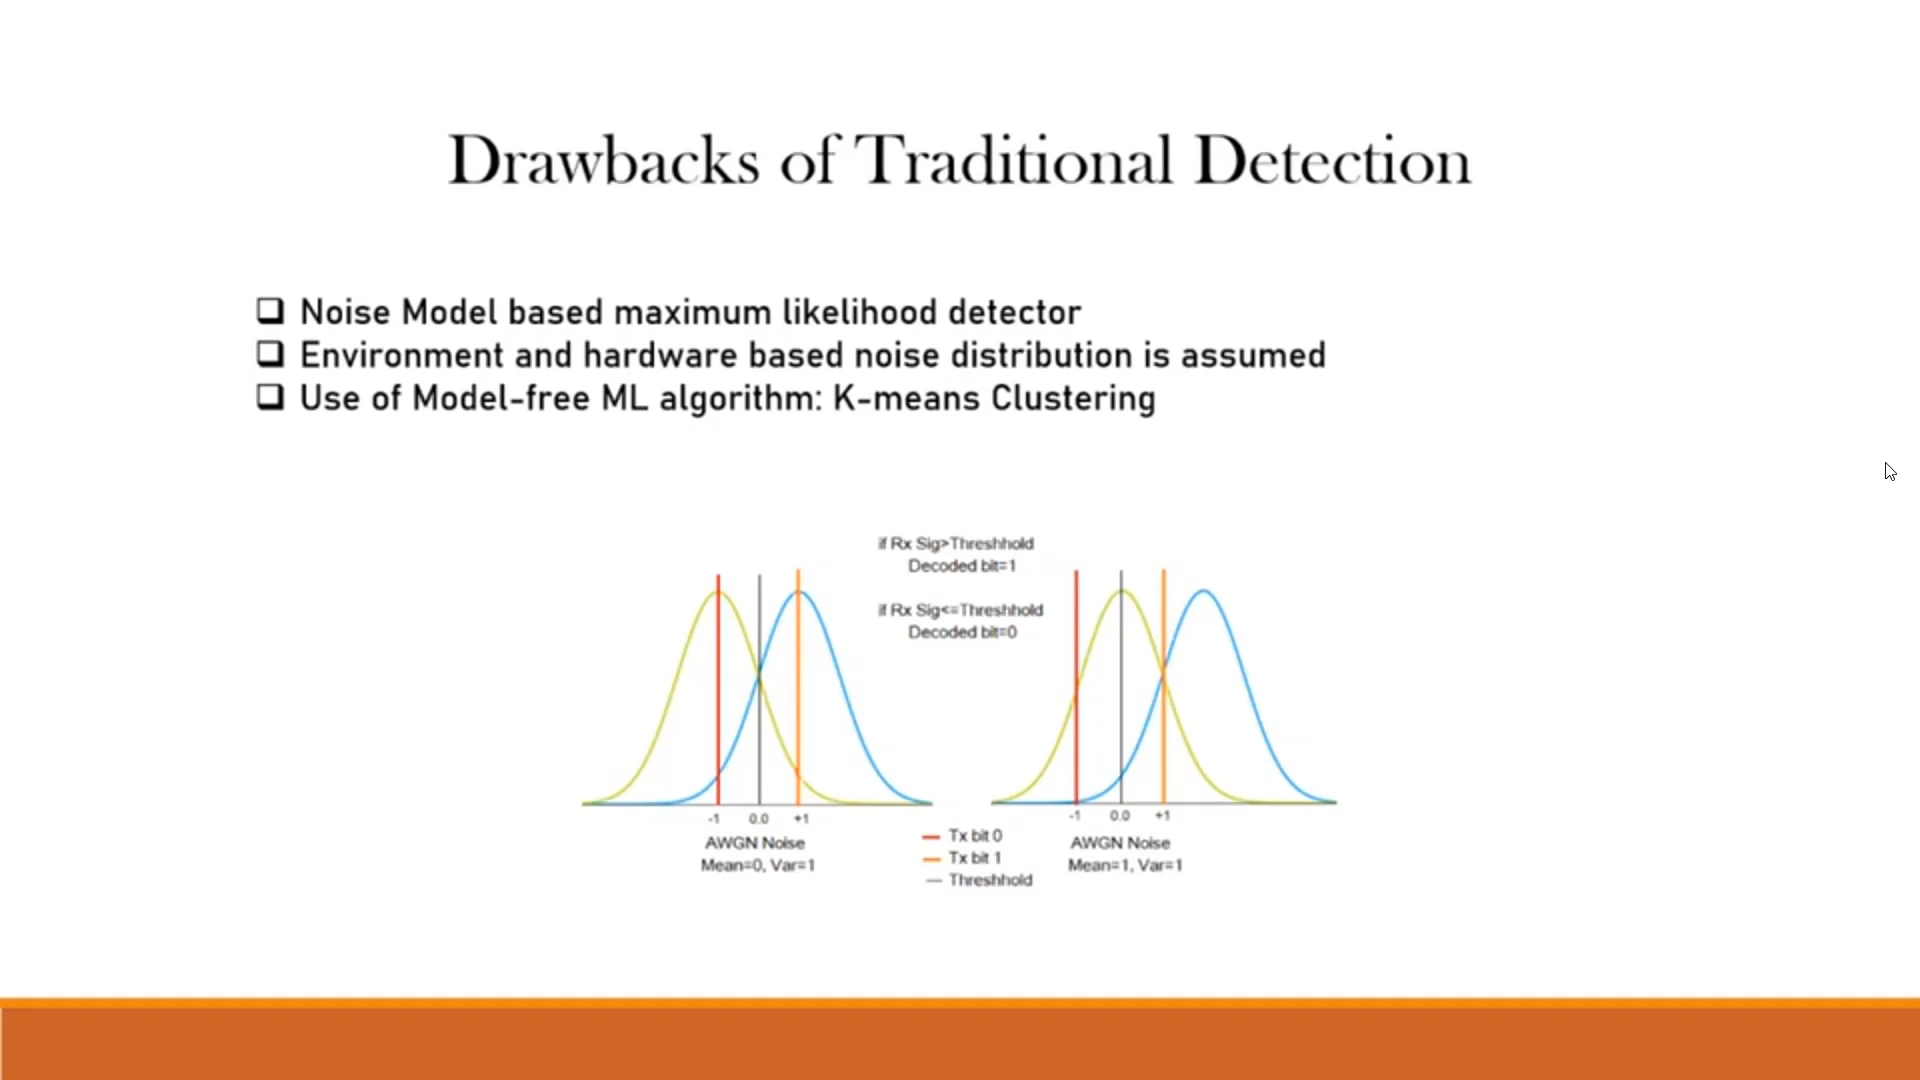 Drawbacks of Traditional Detection
Noise Model based maximum likelihood detector
Environment and hardware based noise distribution is assumed
Use of Model-free ML algorithm: K-means Clustering
if Rx Sig>Threshhold
Decoded bit=1
if Rx Sig<=Threshhold
Decoded bit=0
-1 0.0 +1
AWGN Noise
Mean=0, Var=1
Tx bit 0
Tx bit 1
Threshhold
-1 0.0 +1
AWGN Noise
Mean=1, Var=1